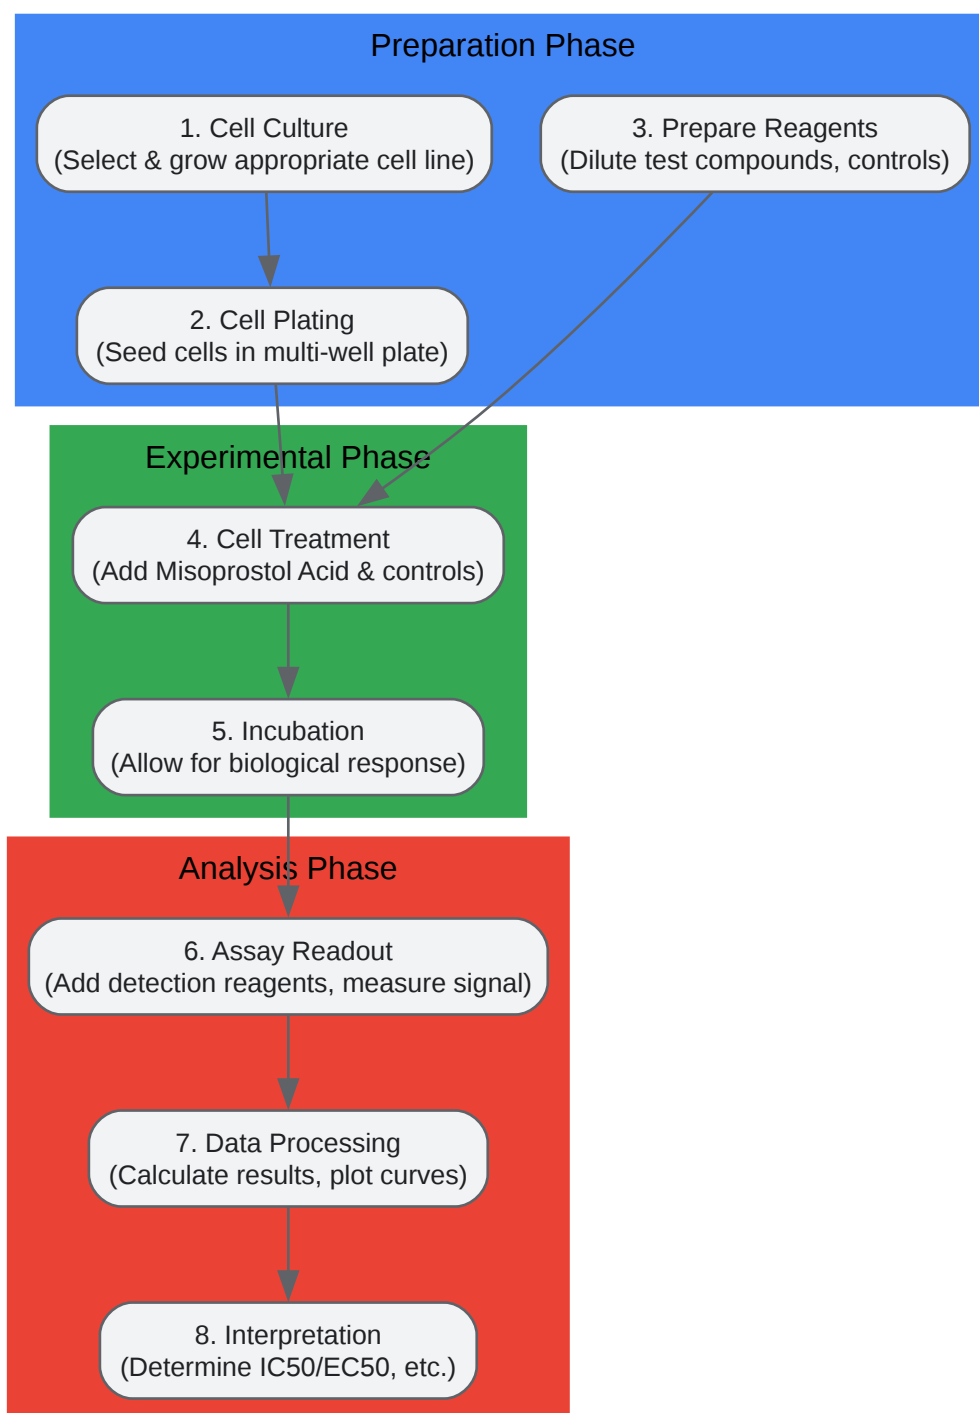 Preparation Phase
1. Cell Culture
(Select & grow appropriate cell line)
3. Prepare Reagents
(Dilute test compounds, controls)
2. Cell Plating
(Seed cells in multi-well plate)
Experimental Phase
4. Cell Treatment
(Add Misoprostol Acid & controls)
5. Incubation
(Allow for biological response)
Analysis Phase
6. Assay Readout
(Add detection reagents, measure signal)
7. Data Processing
(Calculate results, plot curves)
8. Interpretation
(Determine IC50/EC50, etc.)